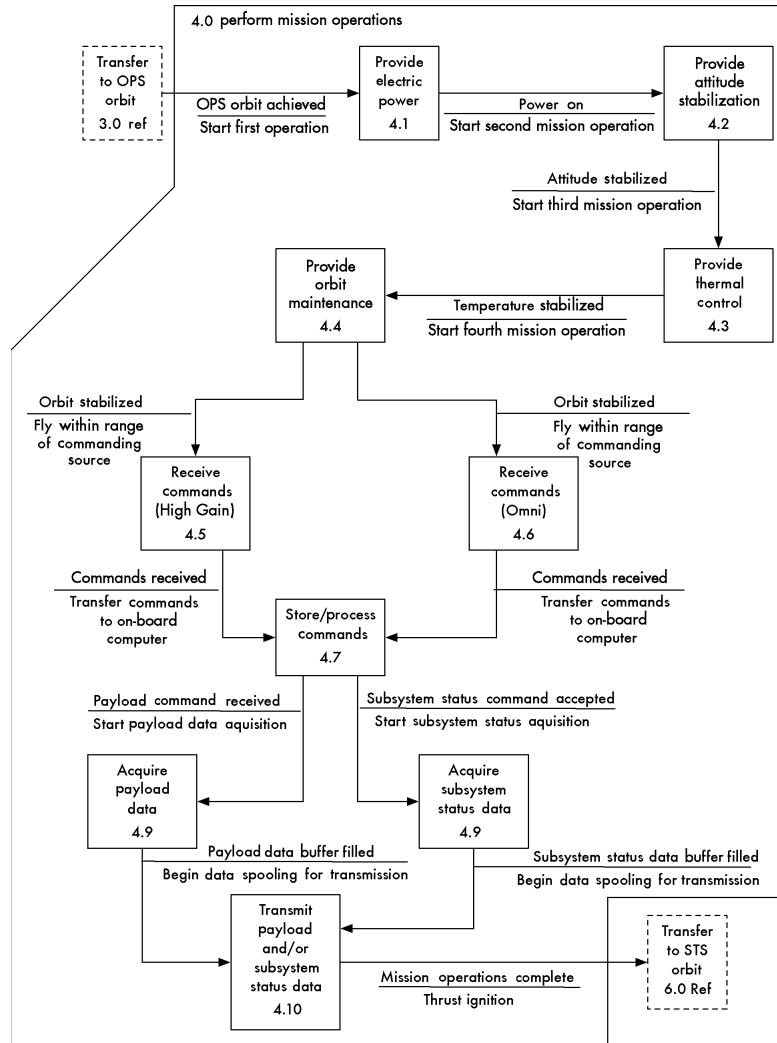 4.0 perform mission operations
Transfer
to OPS
orbit
3.0 ref
OPS orbit achieved
Start first operation
Provide
electric
power
4.1
Power on
Start second mission operation
Provide
attitude
stabilization
4.2
Attitude stabilized
Start third mission operation
Provide
thermal
control
4.3
Temperature stabilized
Start fourth mission operation
Provide
orbit
maintenance
4.4
Orbit stabilized
Fly within range
of commanding
source
Orbit stabilized
Fly within range
of commanding
source
Receive
commands
(High Gain)
4.5
Receive
commands
(Omni)
4.6
Commands received
Transfer commands
to on-board
computer
Commands received
Transfer commands
to on-board
computer
Store/process
commands
4.7
Payload command received
Start payload data aquisition
Subsystem status command accepted
Start subsystem status aquisition
Acquire
payload
data
4.9
Acquire
subsystem
status data
4.9
Payload data buffer filled
Begin data spooling for transmission
Subsystem status data buffer filled
Begin data spooling for transmission
Transmit
payload
and/or
subsystem
status data
4.10
Mission operations complete
Thrust ignition
Transfer
to STS
orbit
6.0 Ref